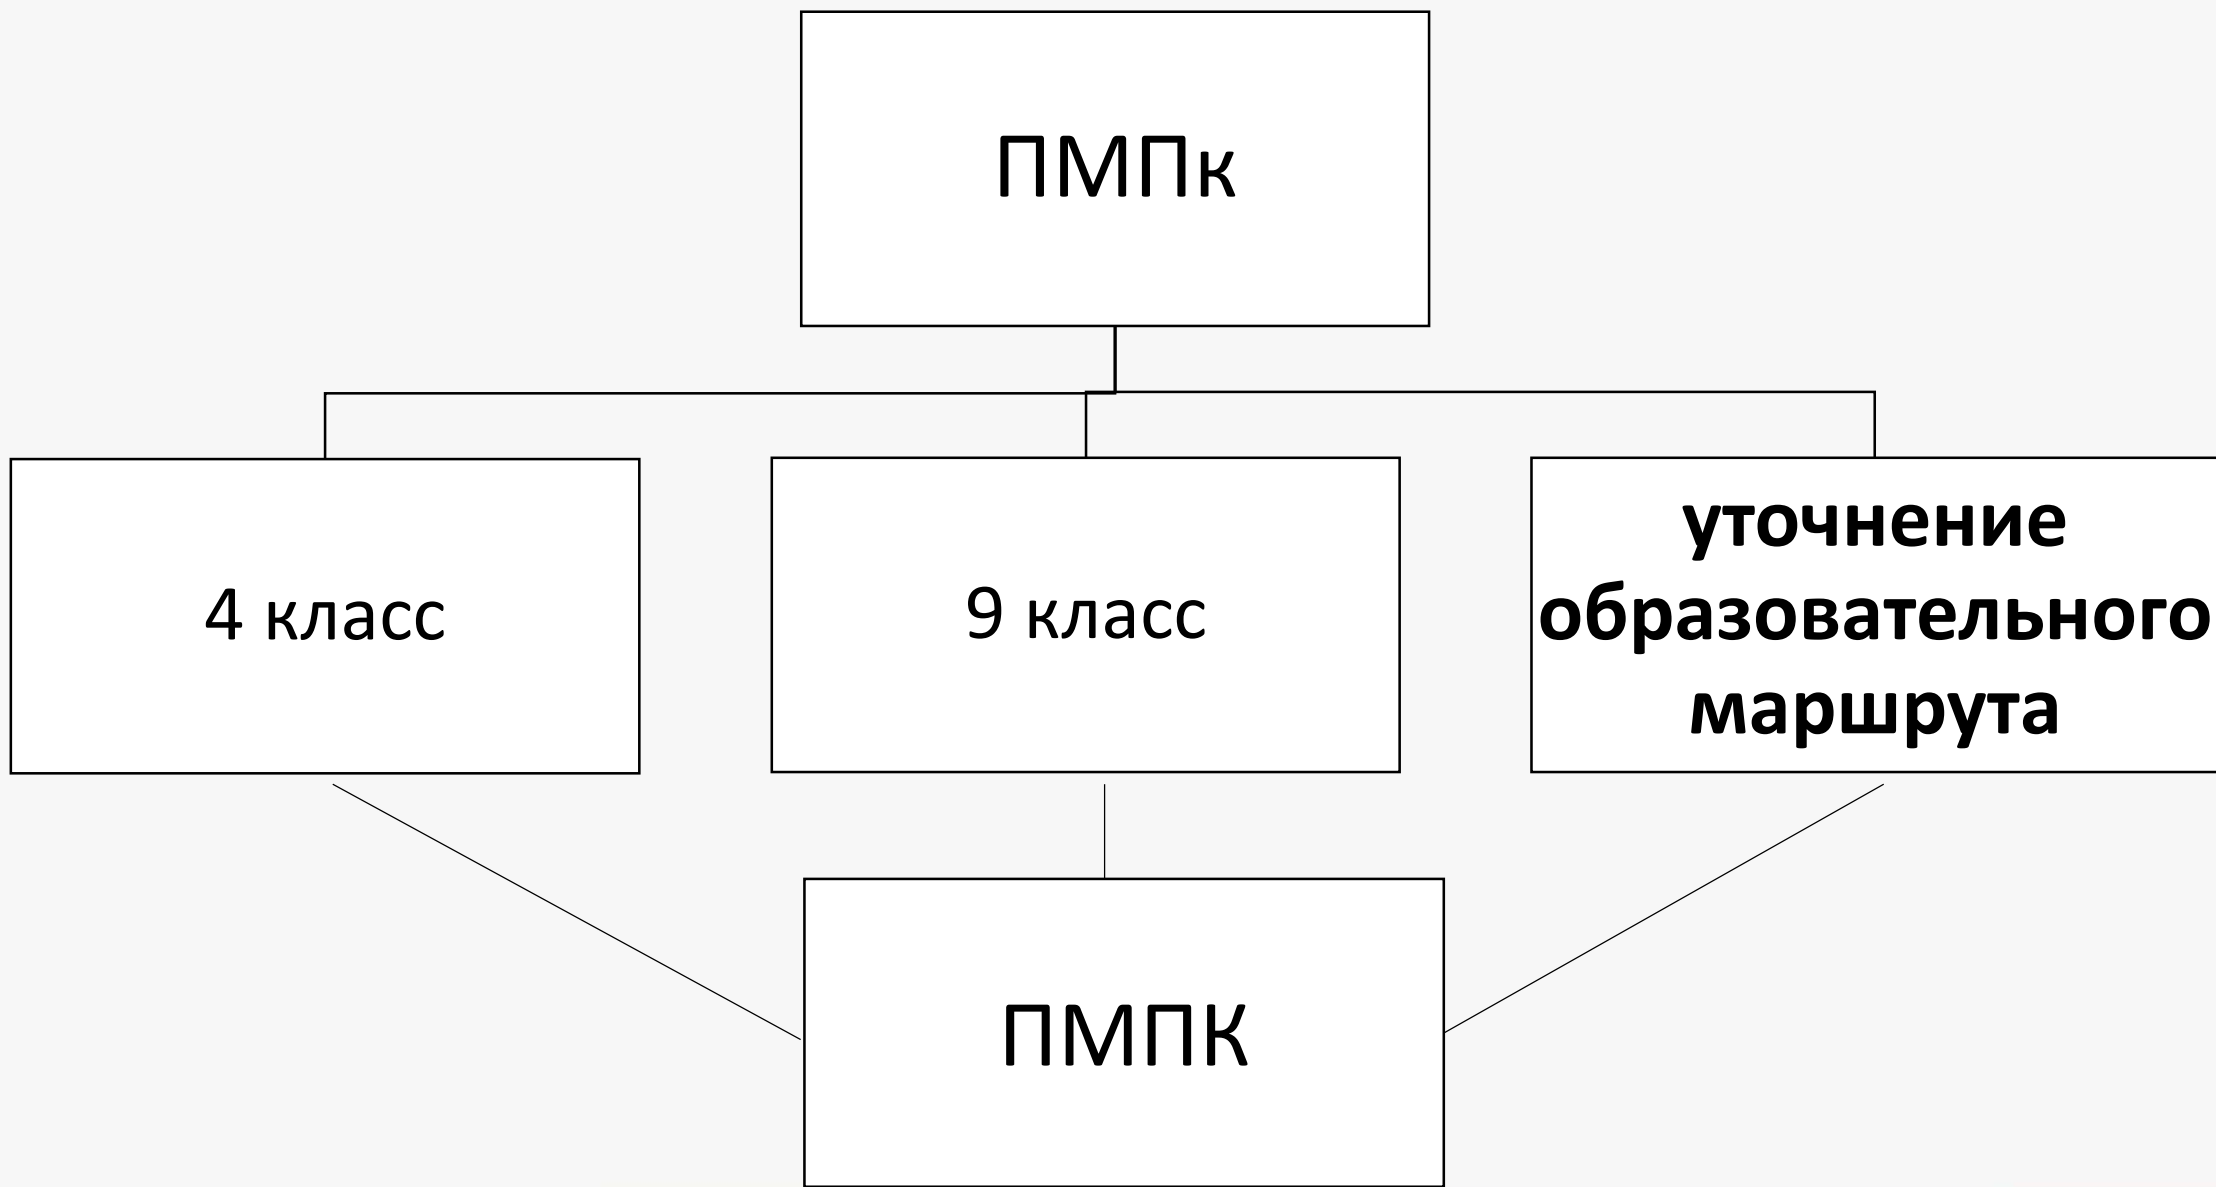 ПМПк
4 класс
9 класс
уточнение
образовательного
маршрута
ПМПК